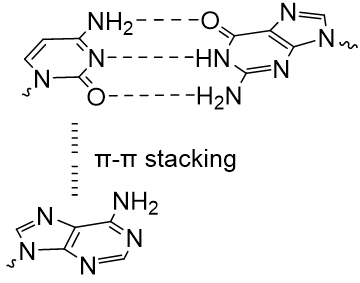 NH₂ O N
N HN N N
N O H₂N
π-π stacking
NH₂
N N
N N